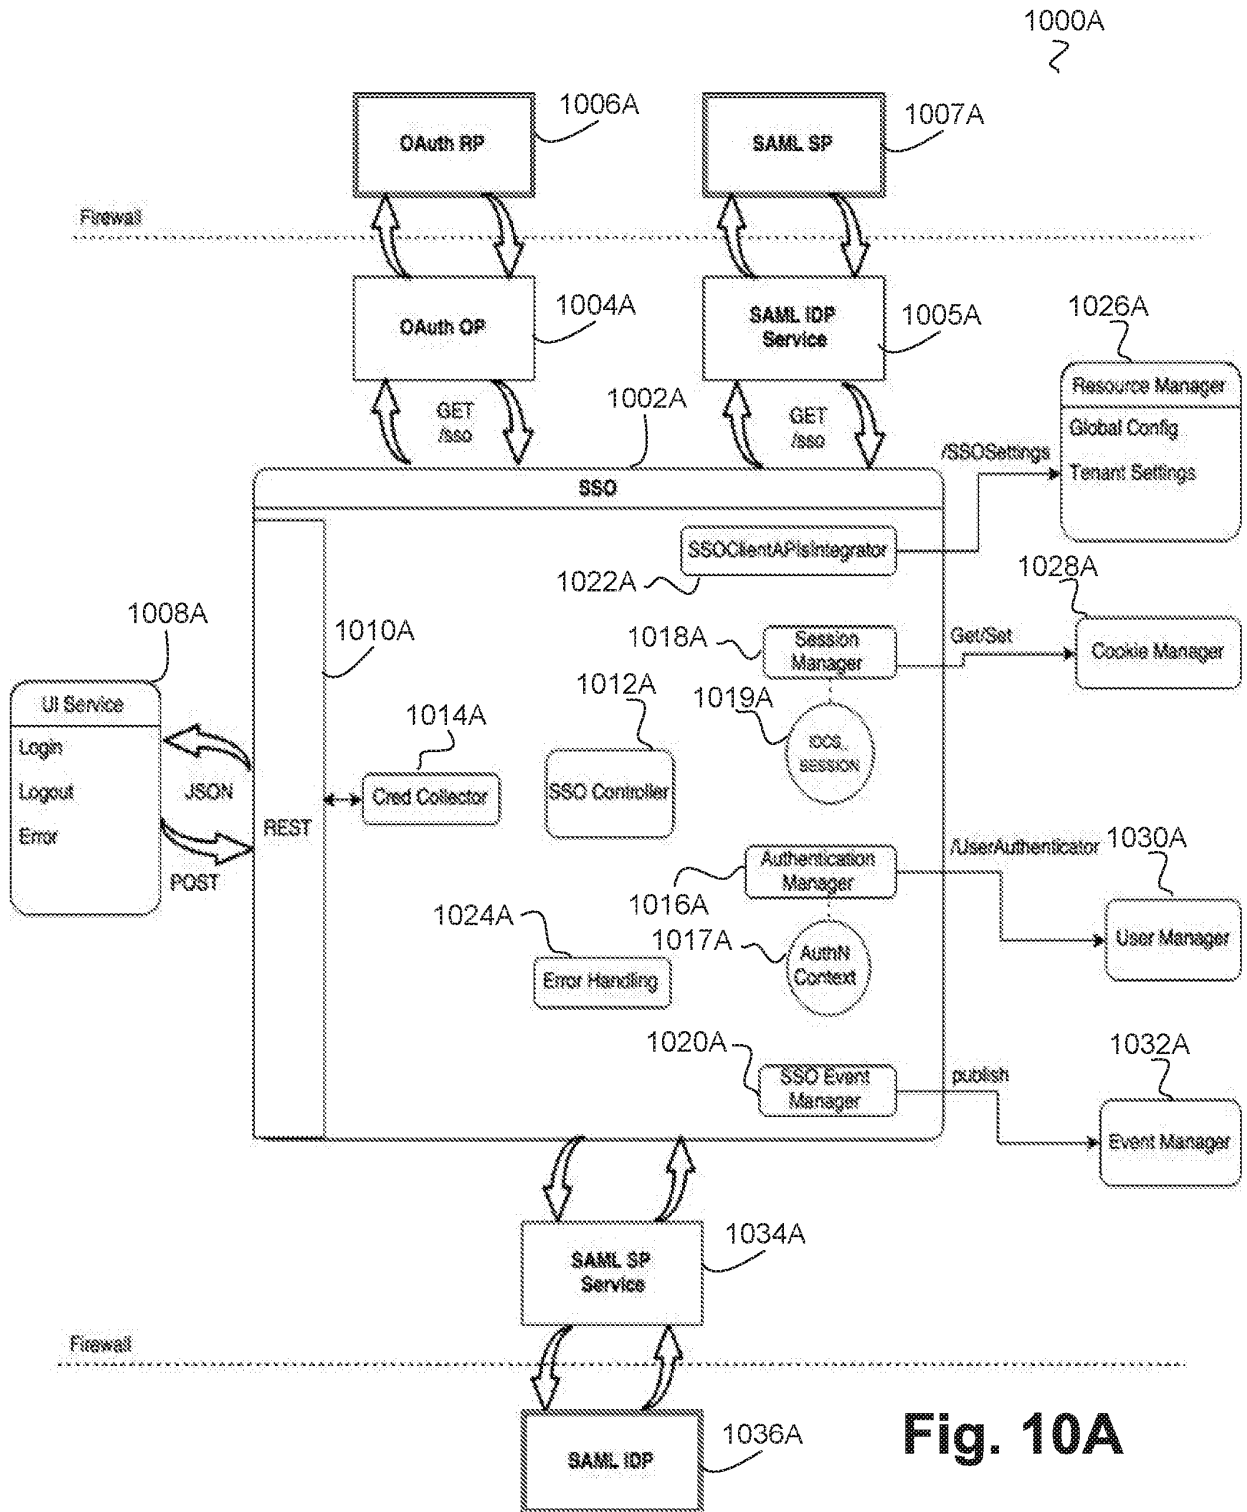 1000A
1006A
1007A
OAuth RP
SAML SP
Firewall
1004A
1005A
1026A
OAuth OP
SAML IDP
Service
1002A
GET
/sso
GET
/sso
Resource Manager
Global Config
Tenant Settings
/SSOSettings
SSO
SSOClientAPIsIntegrator
1022A
1028A
1008A
1010A
1018A
Session
Manager
Get/Set
Cookie Manager
1012A
1019A
UI Service
1014A
Login
IDCS_
SESSION
Logout
JSON
Cred Collector
SSO Controller
REST
Error
POST
Authentication
Manager
/UserAuthenticator
1030A
1016A
1024A
1017A
User Manager
AuthN
Context
Error Handling
1020A
1032A
SSO Event
Manager
publish
Event Manager
1034A
SAML SP
Service
Firewall
1036A
SAML IDP
Fig. 10A